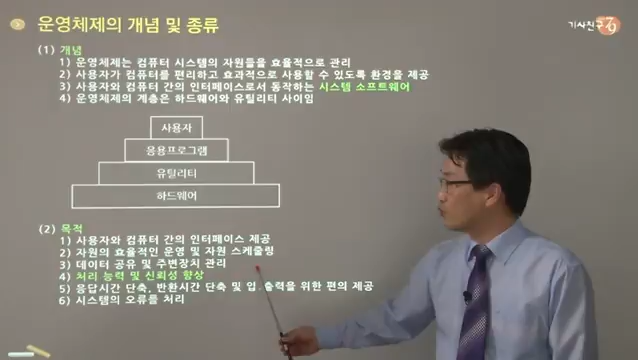 운영체제의 개념 및 종류
기사친구
(1) 개념
1) 운영체제는 컴퓨터 시스템의 자원들을 효율적으로 관리
2) 사용자가 컴퓨터를 편리하고 효과적으로 사용할 수 있도록 환경을 제공
3) 사용자와 컴퓨터 간의 인터페이스로서 동작하는 시스템 소프트웨어
4) 운영체제의 계층은 하드웨어와 유틸리티 사이임
사용자
응용프로그램
유틸리티
하드웨어
(2) 목적
1) 사용자와 컴퓨터 간의 인터페이스 제공
2) 자원의 효율적인 운영 및 자원 스케줄링
3) 데이터 공유 및 주변장치 관리
4) 처리 능력 및 신뢰성 향상
5) 응답시간 단축, 반환시간 단축 및 입.출력을 위한 편의 제공
6) 시스템의 오류를 처리